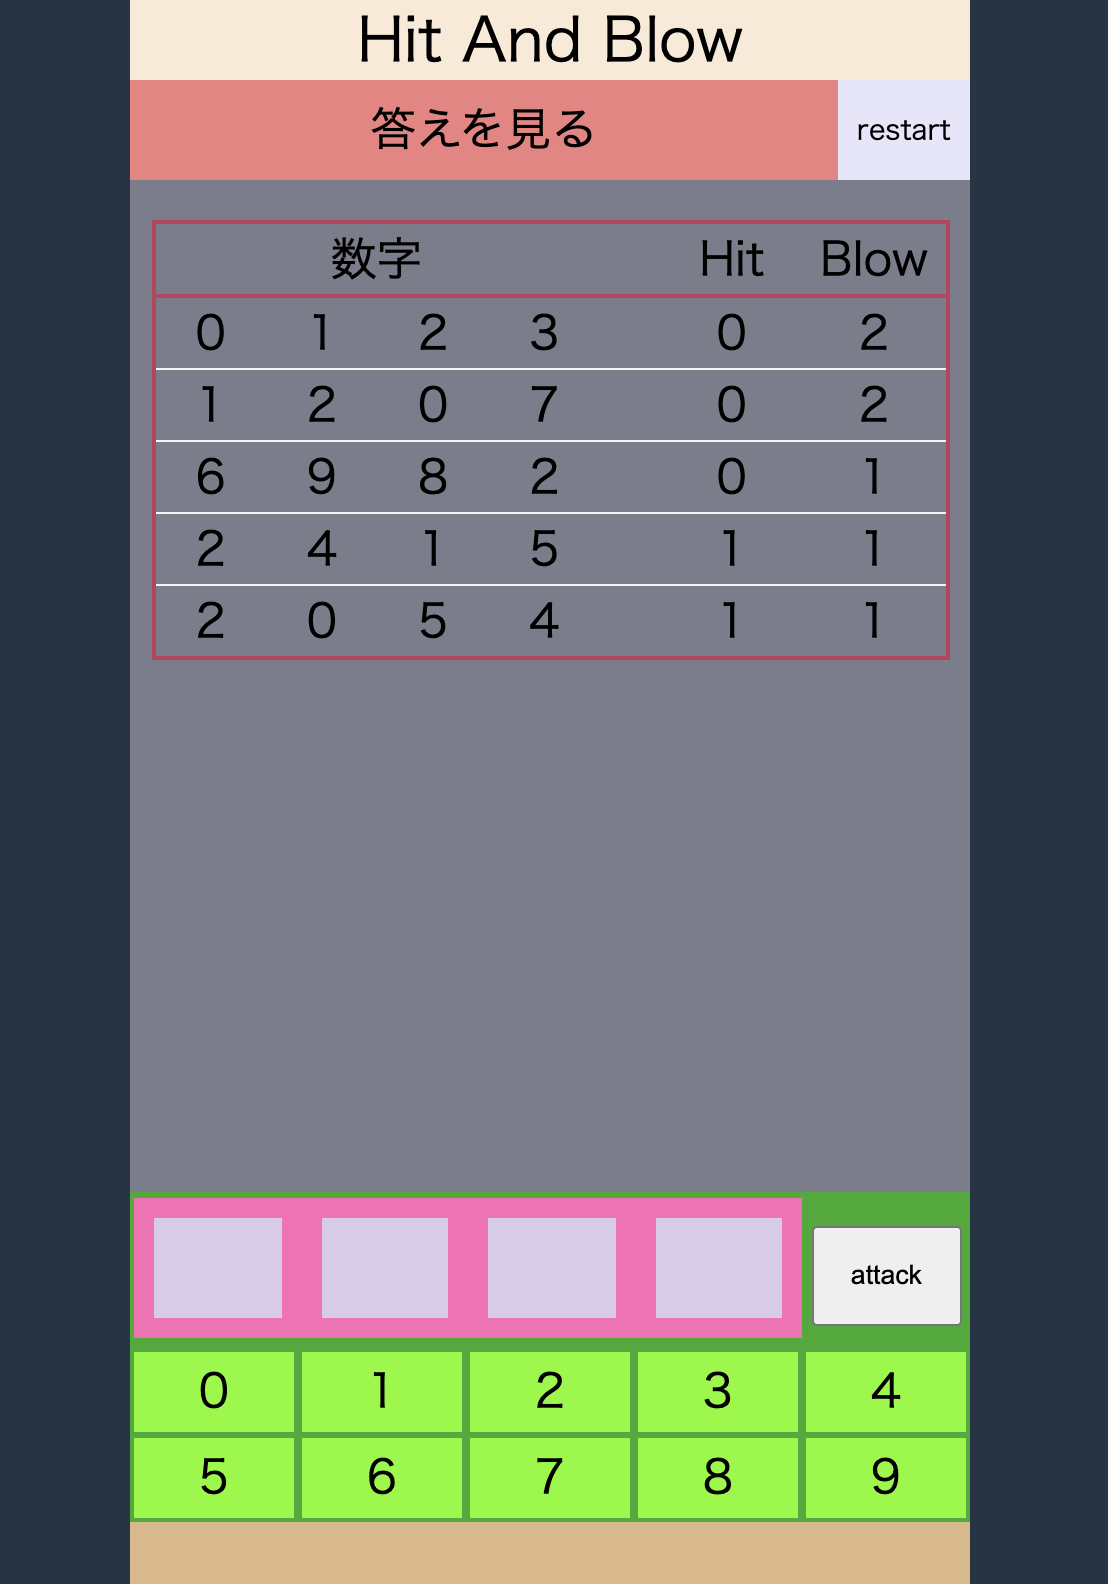 Hit And Blow
答えを見る restart
数字 Hit Blow
0 1 2 3 0 2
1 2 0 7 0 2
6 9 8 2 0 1
2 4 1 5 1 1
2 0 5 4 1 1
attack
0 1 2 3 4
5 6 7 8 9